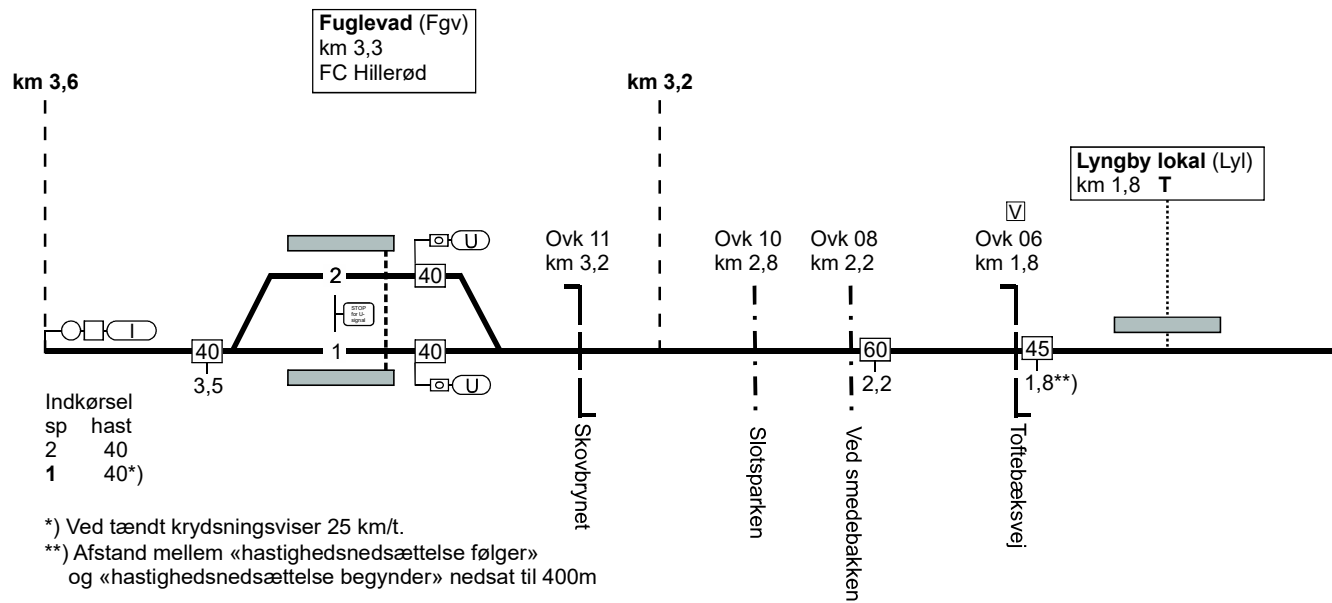 Fuglevad (Fgv)
km 3,3
FC Hillerød
km 3,6
km 3,2
Lyngby lokal (Lyl)
km 1,8 T
V
Ovk 11
km 3,2
Ovk 10
km 2,8
Ovk 08
km 2,2
Ovk 06
km 1,8
U
2
40
STOP
for U-
signal
I
40
3,5
1
40
U
60
2,2
45
1,8**)
Skovbrynet
Slotsparken
Ved smedebakken
Toftebæksvej
Indkørsel
sp hast
2 40
1 40*)
*) Ved tændt krydsningsviser 25 km/t.
**) Afstand mellem «hastighedsnedsættelse følger»
og «hastighedsnedsættelse begynder» nedsat til 400m